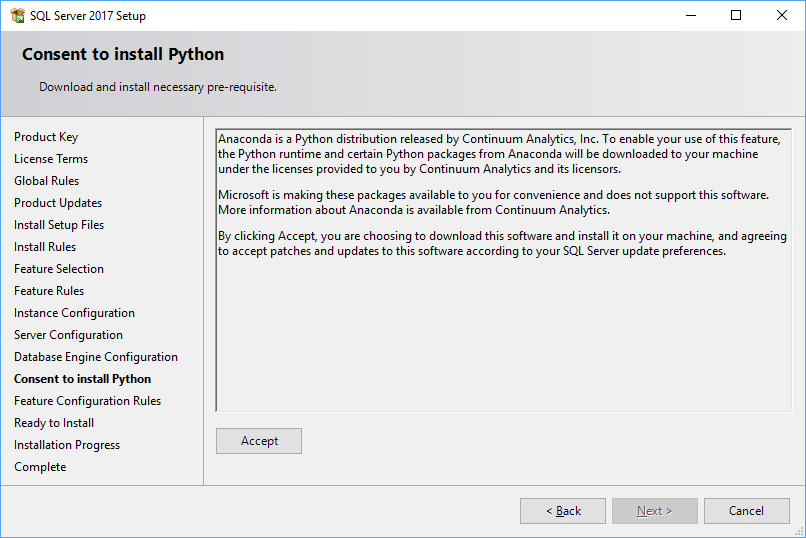 SQL Server 2017 Setup
Consent to install Python
Download and install necessary pre-requisite.
Product Key
License Terms
Global Rules
Product Updates
Install Setup Files
Install Rules
Feature Selection
Feature Rules
Instance Configuration
Server Configuration
Database Engine Configuration
Consent to install Python
Feature Configuration Rules
Ready to Install
Installation Progress
Complete
Anaconda is a Python distribution released by Continuum Analytics, Inc. To enable your use of this feature,
the Python runtime and certain Python packages from Anaconda will be downloaded to your machine
under the licenses provided to you by Continuum Analytics and its licensors.
Microsoft is making these packages available to you for convenience and does not support this software.
More information about Anaconda is available from Continuum Analytics.
By clicking Accept, you are choosing to download this software and install it on your machine, and agreeing
to accept patches and updates to this software according to your SQL Server update preferences.
Accept
< Back
Next >
Cancel